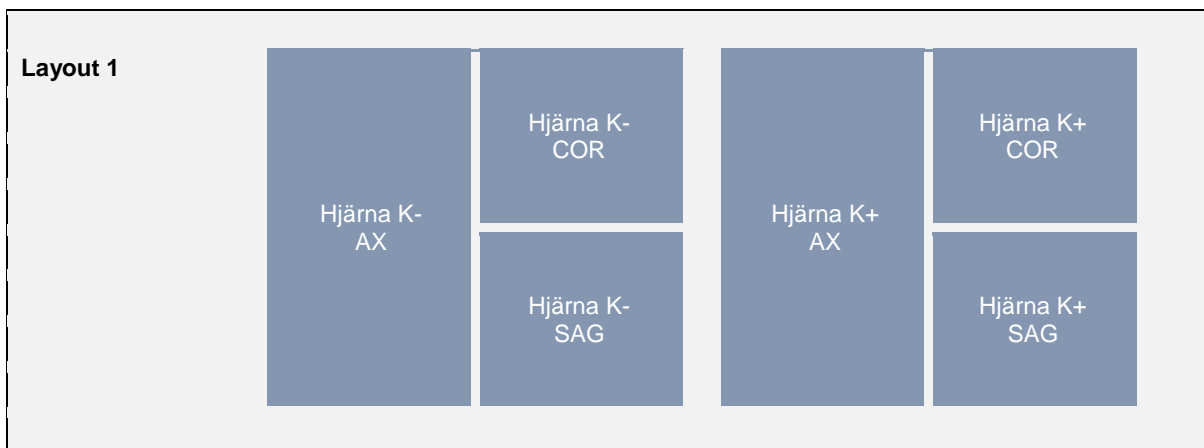 Layout 1
Hjärna K-
AX
Hjärna K-
COR
Hjärna K-
SAG
Hjärna K+
AX
Hjärna K+
COR
Hjärna K+
SAG